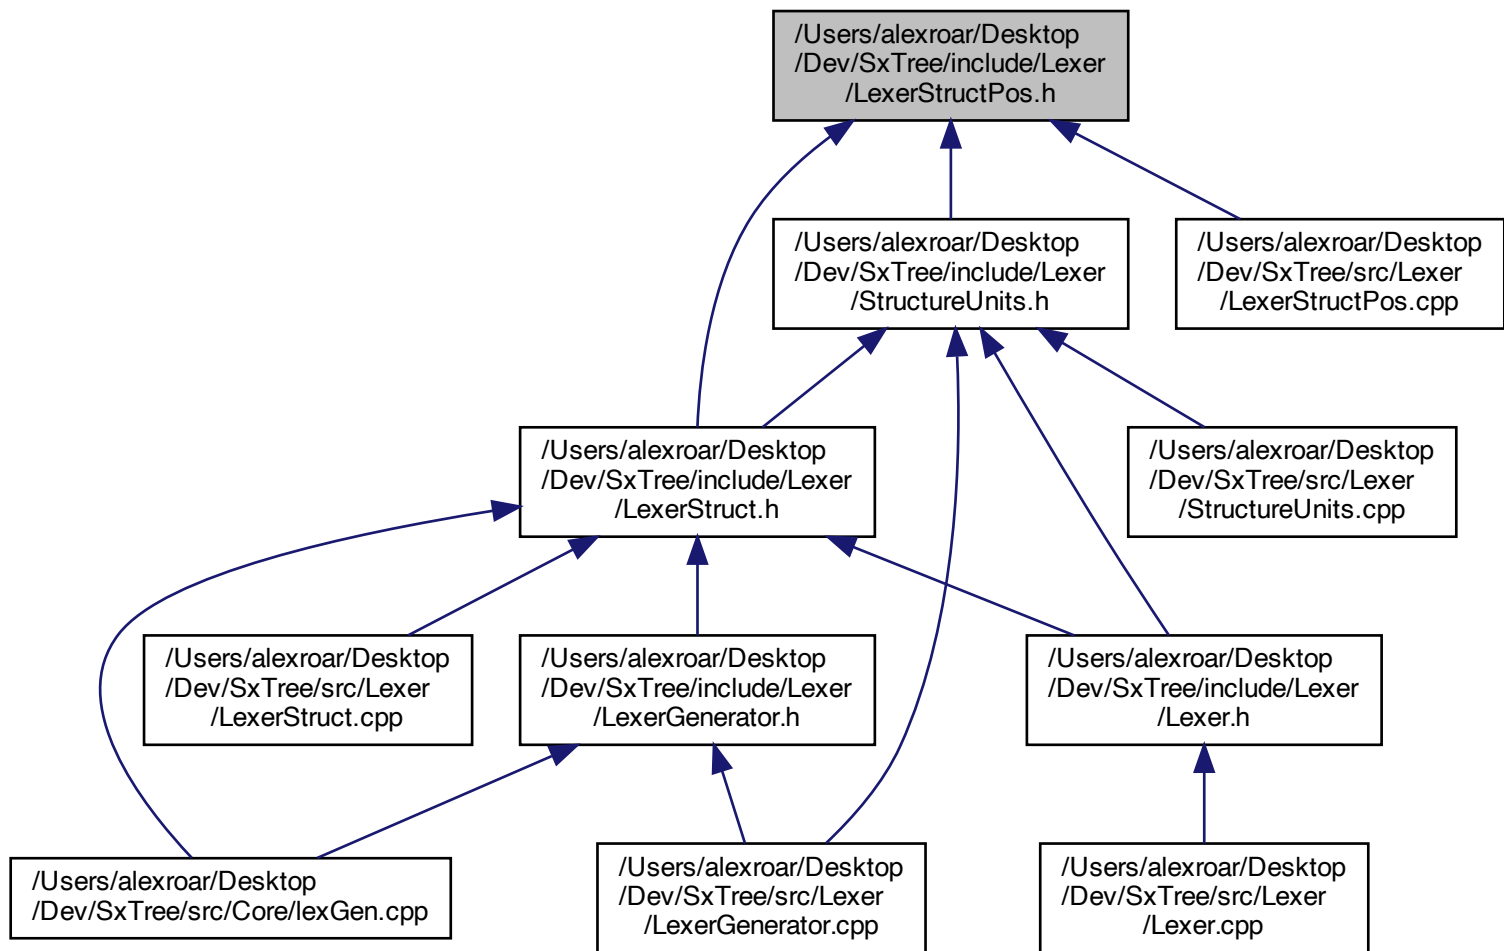 /Users/alexroar/Desktop
/Dev/SxTree/include/Lexer
/LexerStructPos.h
/Users/alexroar/Desktop
/Dev/SxTree/include/Lexer
/StructureUnits.h
/Users/alexroar/Desktop
/Dev/SxTree/src/Lexer
/LexerStructPos.cpp
/Users/alexroar/Desktop
/Dev/SxTree/include/Lexer
/LexerStruct.h
/Users/alexroar/Desktop
/Dev/SxTree/src/Lexer
/StructureUnits.cpp
/Users/alexroar/Desktop
/Dev/SxTree/src/Lexer
/LexerStruct.cpp
/Users/alexroar/Desktop
/Dev/SxTree/include/Lexer
/LexerGenerator.h
/Users/alexroar/Desktop
/Dev/SxTree/include/Lexer
/Lexer.h
/Users/alexroar/Desktop
/Dev/SxTree/src/Core/lexGen.cpp
/Users/alexroar/Desktop
/Dev/SxTree/src/Lexer
/LexerGenerator.cpp
/Users/alexroar/Desktop
/Dev/SxTree/src/Lexer
/Lexer.cpp